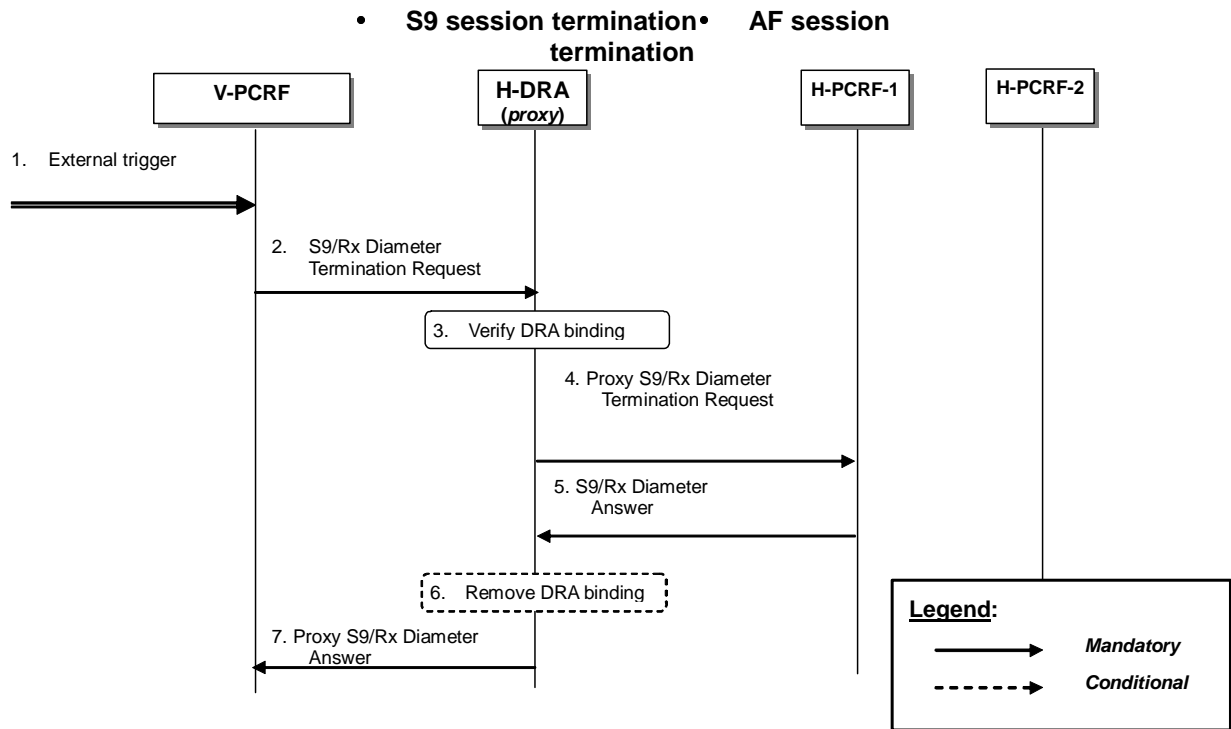 • S9 session termination • AF session
termination
V-PCRF
H-DRA
(proxy)
H-PCRF-1
H-PCRF-2
1. External trigger
2. S9/Rx Diameter
Termination Request
3. Verify DRA binding
4. Proxy S9/Rx Diameter
Termination Request
5. S9/Rx Diameter
Answer
6. Remove DRA binding
7. Proxy S9/Rx Diameter
Answer
Legend:
Mandatory
Conditional